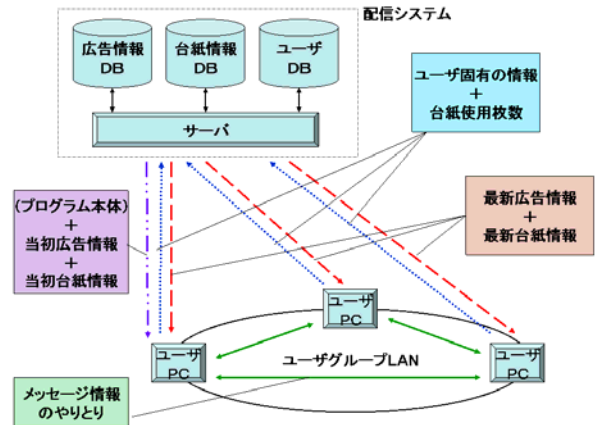 配信システム
広告情報
DB
台紙情報
DB
ユーザ
DB
サーバ
ユーザ固有の情報
+
台紙使用枚数
(プログラム本体)
+
当初広告情報
+
当初台紙情報
最新広告情報
+
最新台紙情報
ユーザ
PC
ユーザ
PC
ユーザグループLAN
ユーザ
PC
メッセージ情報
のやりとり